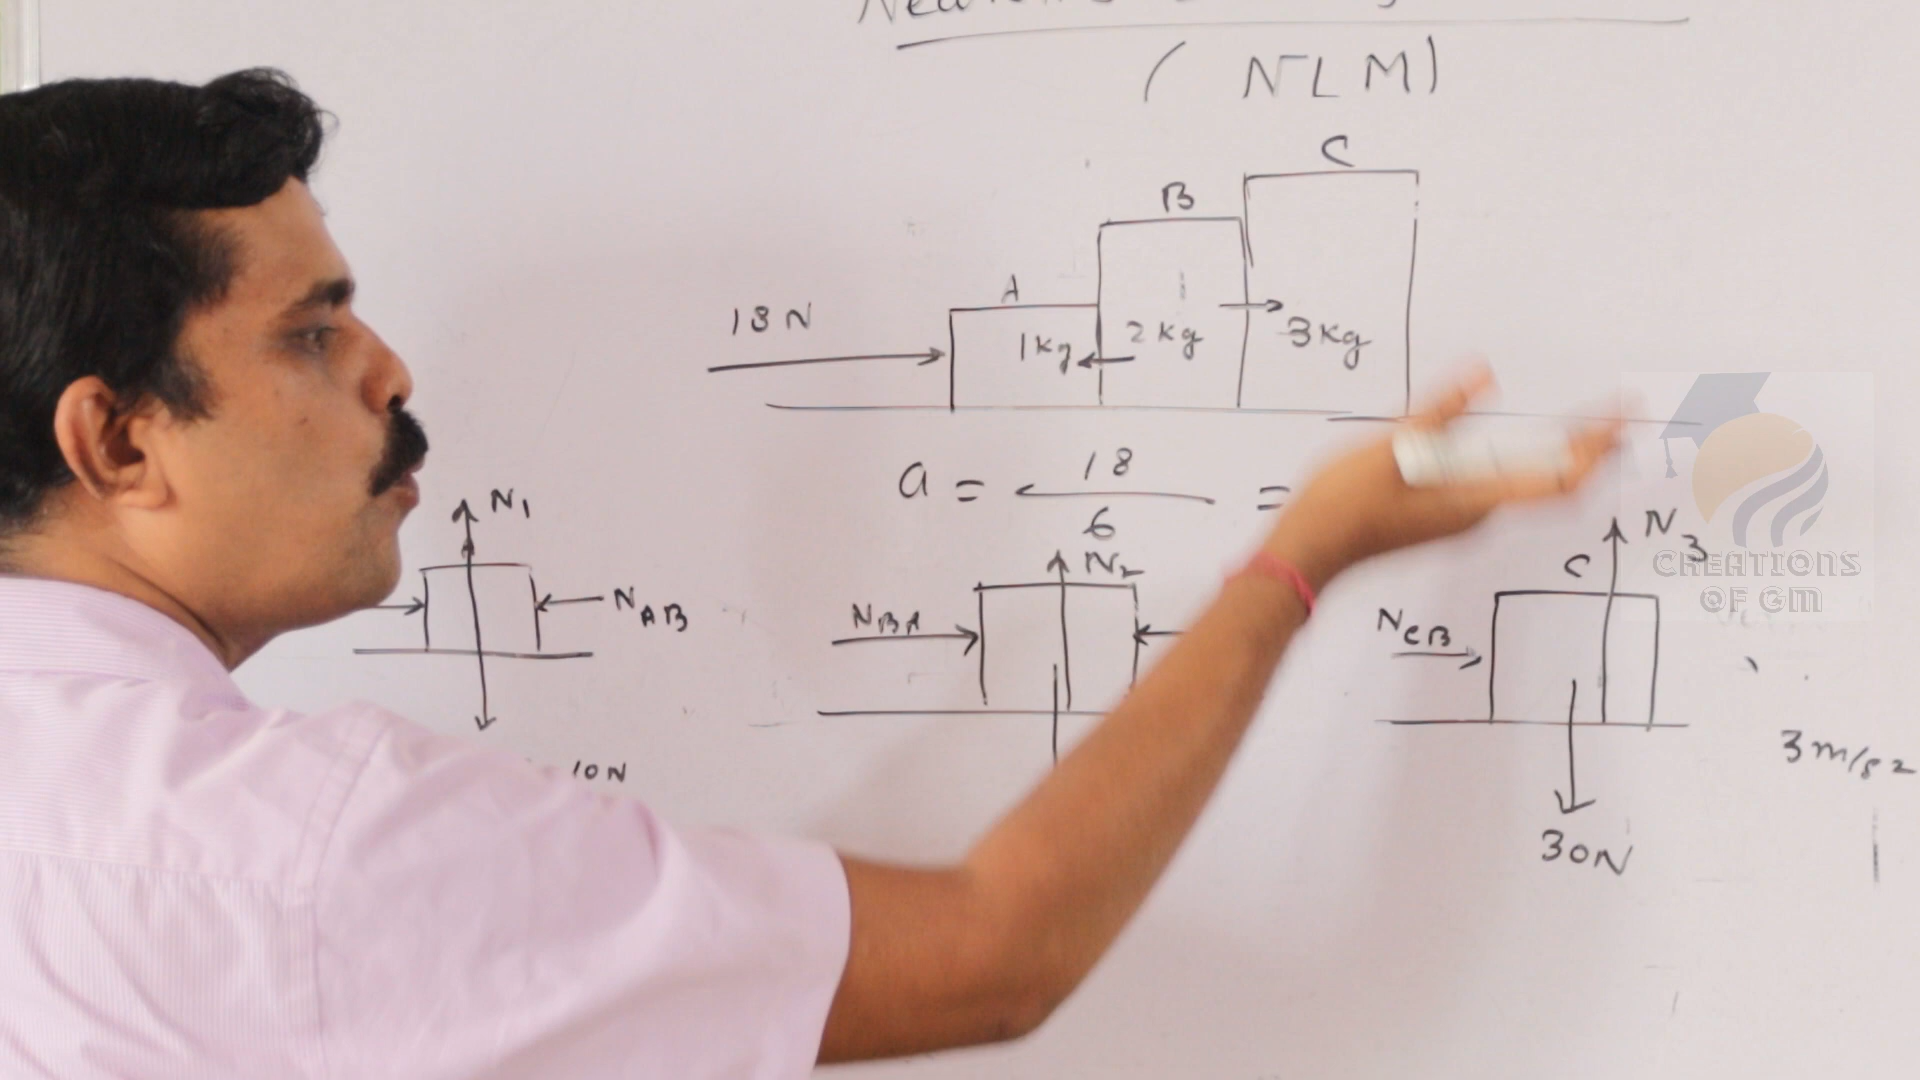 ( NLM)
C
B
A
18 N
1kg
2kg
3kg
a = 18 / 6 =
N1
N2
N3
C
NAB
NBA
NCB
CREATIONS
OF GM
3m/s2
10N
30N